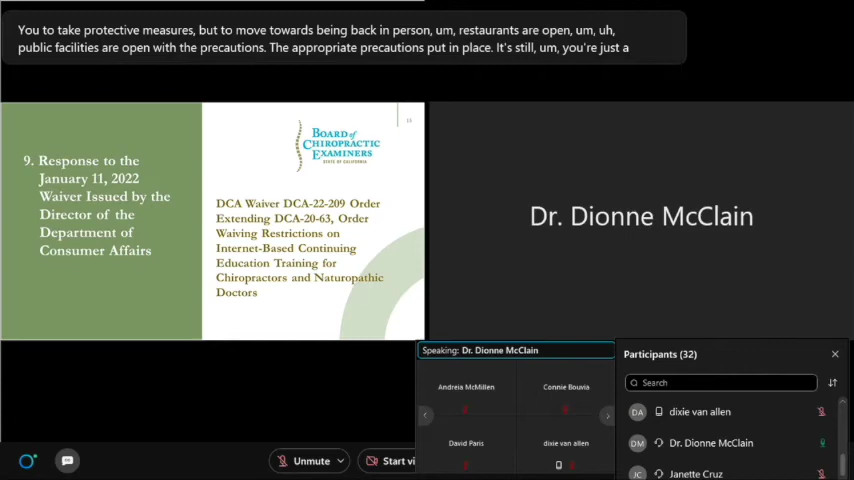 You to take protective measures, but to move towards being back in person, um, restaurants are open, um, uh,
public facilities are open with the precautions. The appropriate precautions put in place. It's still, um, you're just a
15
BOARD of
CHIROPRACTIC
EXAMINERS
STATE OF CALIFORNIA
9. Response to the
January 11, 2022
Waiver Issued by the
Director of the
Department of
Consumer Affairs
DCA Waiver DCA-22-209 Order
Extending DCA-20-63, Order
Waiving Restrictions on
Internet-Based Continuing
Education Training for
Chiropractors and Naturopathic
Doctors
Dr. Dionne McClain
Speaking: Dr. Dionne McClain
Andreia McMillen
Connie Bouvia
David Paris
dixie van allen
Participants (32)
Search
DA dixie van allen
DM Dr. Dionne McClain
JC Janette Cruz
Unmute
Start vi